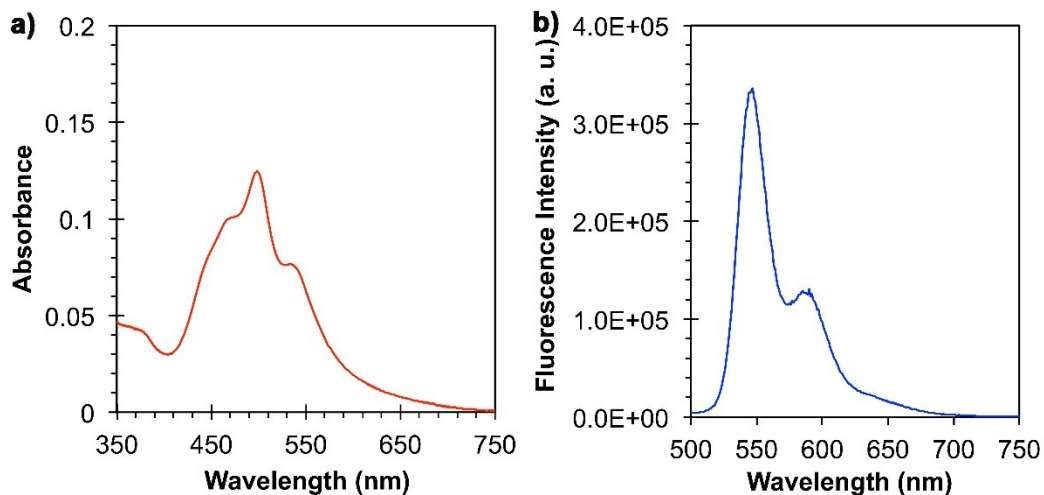 a)
Absorbance
0.2
0.15
0.1
0.05
0
350 450 550 650 750
Wavelength (nm)
b)
Fluorescence Intensity (a. u.)
4.0E+05
3.0E+05
2.0E+05
1.0E+05
0.0E+00
500 550 600 650 700 750
Wavelength (nm)